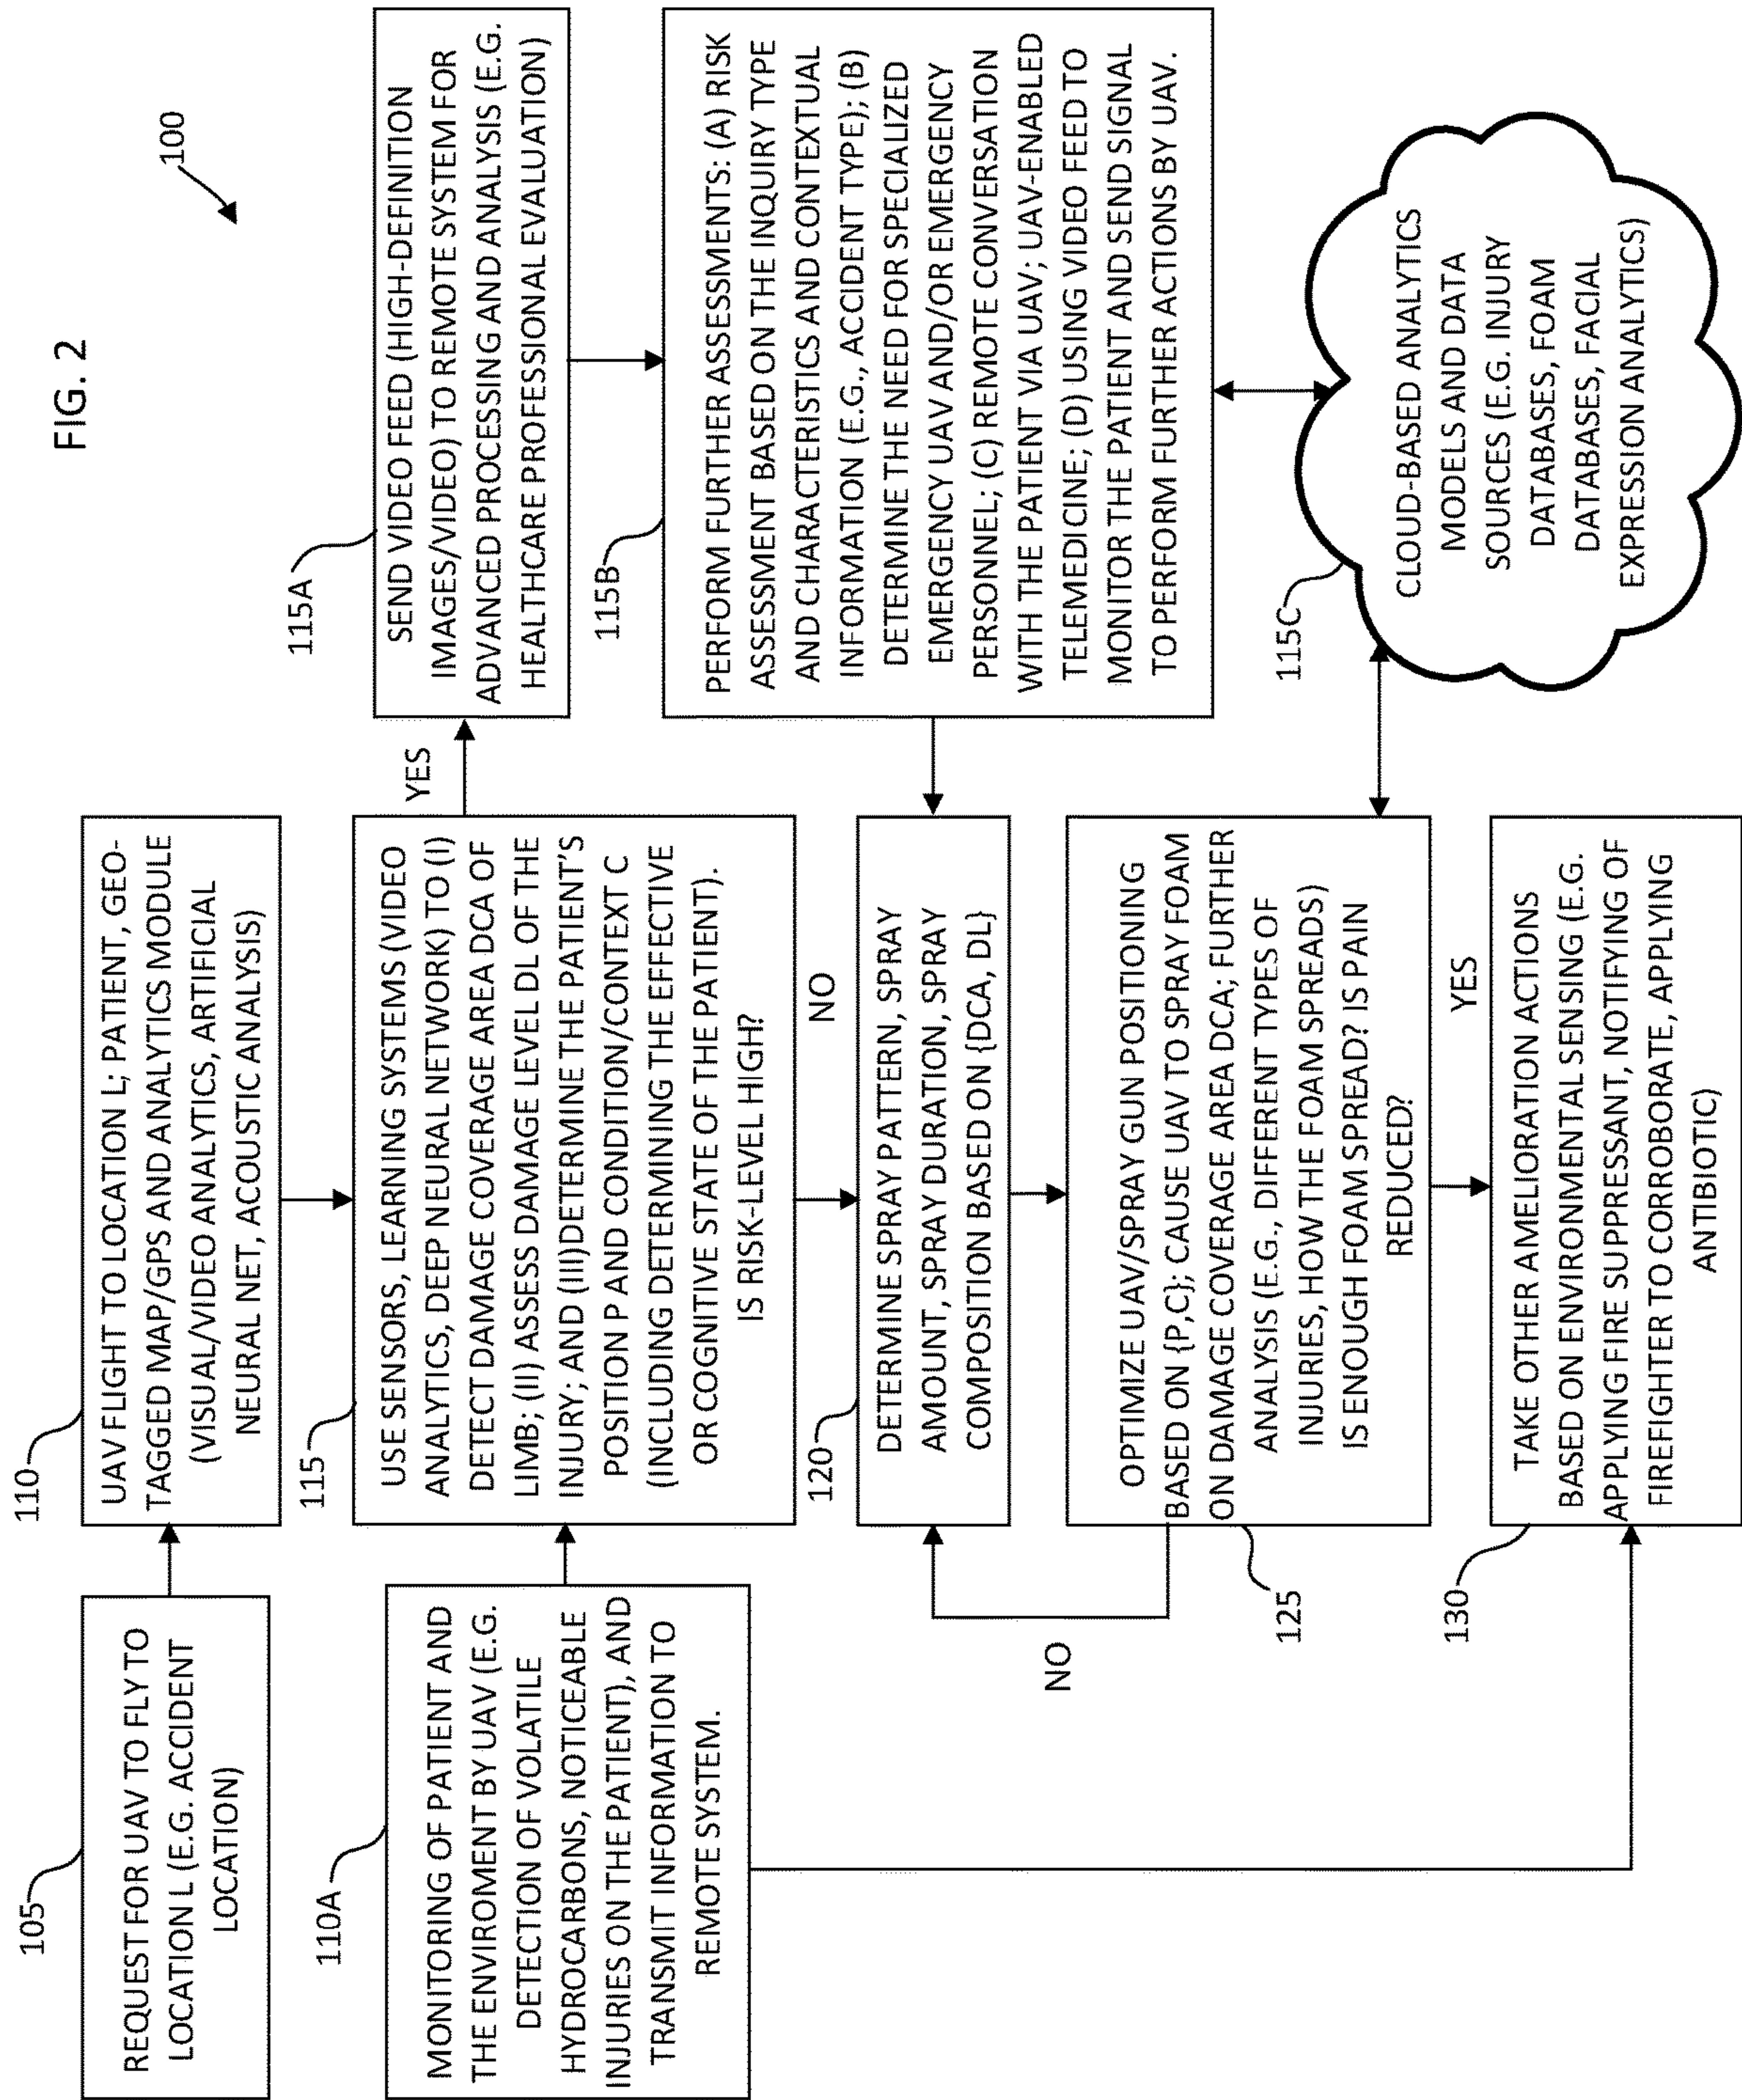 FIG. 2
100
105
REQUEST FOR UAV TO FLY TO
LOCATION L (E.G. ACCIDENT
LOCATION)
110
UAV FLIGHT TO LOCATION L; PATIENT, GEO-
TAGGED MAP/GPS AND ANALYTICS MODULE
(VISUAL/VIDEO ANALYTICS, ARTIFICIAL
NEURAL NET, ACOUSTIC ANALYSIS)
110A
MONITORING OF PATIENT AND
THE ENVIROMENT BY UAV (E.G.
DETECTION OF VOLATILE
HYDROCARBONS, NOTICEABLE
INJURIES ON THE PATIENT), AND
TRANSMIT INFORMATION TO
REMOTE SYSTEM.
115
USE SENSORS, LEARNING SYSTEMS (VIDEO
ANALYTICS, DEEP NEURAL NETWORK) TO (I)
DETECT DAMAGE COVERAGE AREA DCA OF
LIMB; (II) ASSESS DAMAGE LEVEL DL OF THE
INJURY; AND (III)DETERMINE THE PATIENT'S
POSITION P AND CONDITION/CONTEXT C
(INCLUDING DETERMINING THE EFFECTIVE
OR COGNITIVE STATE OF THE PATIENT).
IS RISK-LEVEL HIGH?
YES
115A
SEND VIDEO FEED (HIGH-DEFINITION
IMAGES/VIDEO) TO REMOTE SYSTEM FOR
ADVANCED PROCESSING AND ANALYSIS (E.G.
HEALTHCARE PROFESSIONAL EVALUATION)
115B
PERFORM FURTHER ASSESSMENTS: (A) RISK
ASSESSMENT BASED ON THE INQUIRY TYPE
AND CHARACTERISTICS AND CONTEXTUAL
INFORMATION (E.G., ACCIDENT TYPE); (B)
DETERMINE THE NEED FOR SPECIALIZED
EMERGENCY UAV AND/OR EMERGENCY
PERSONNEL; (C) REMOTE CONVERSATION
WITH THE PATIENT VIA UAV; UAV-ENABLED
TELEMEDICINE; (D) USING VIDEO FEED TO
MONITOR THE PATIENT AND SEND SIGNAL
TO PERFORM FURTHER ACTIONS BY UAV.
NO
120
DETERMINE SPRAY PATTERN, SPRAY
AMOUNT, SPRAY DURATION, SPRAY
COMPOSITION BASED ON {DCA, DL}
115C
CLOUD-BASED ANALYTICS
MODELS AND DATA
SOURCES (E.G. INJURY
DATABASES, FOAM
DATABASES, FACIAL
EXPRESSION ANALYTICS)
NO
125
OPTIMIZE UAV/SPRAY GUN POSITIONING
BASED ON {P,C}; CAUSE UAV TO SPRAY FOAM
ON DAMAGE COVERAGE AREA DCA; FURTHER
ANALYSIS (E.G., DIFFERENT TYPES OF
INJURIES, HOW THE FOAM SPREADS)
IS ENOUGH FOAM SPREAD? IS PAIN
REDUCED?
YES
130
TAKE OTHER AMELIORATION ACTIONS
BASED ON ENVIRONMENTAL SENSING (E.G.
APPLYING FIRE SUPPRESSANT, NOTIFYING OF
FIREFIGHTER TO CORROBORATE, APPLYING
ANTIBIOTIC)